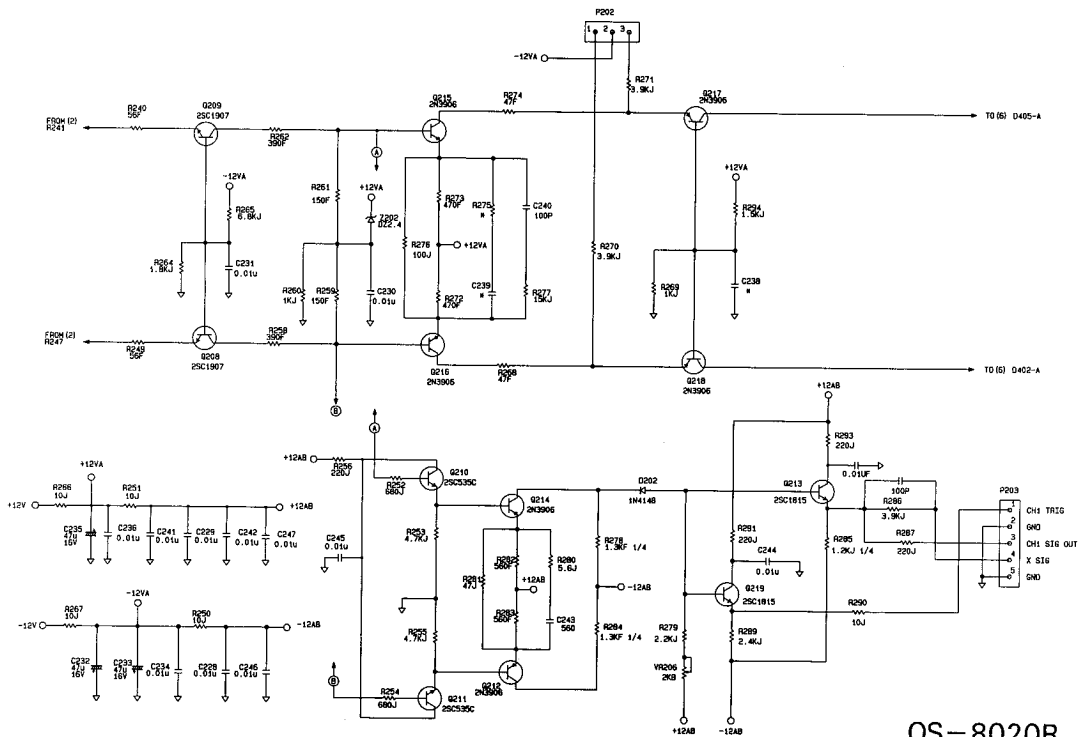 P202
1 2 3
-12VA
R271
3.9KJ
Q215
2N3906
R274
47F
Q217
2N3906
Q209
2SC1907
R240
56F
FROM (2)
R241
R262
390F
A
TO (6) D405-A
-12VA
R265
6.8KJ
R261
150F
+12VA
Z202
DZ2.4
R273
470F
R275
*
C240
100P
+12VA
R294
1.5KJ
R276
100J
+12VA
R270
3.9KJ
R264
1.8KJ
C231
0.01u
R260
1KJ
R259
150F
C230
0.01u
R272
470F
C239
*
R277
15KJ
R269
1KJ
C238
*
FROM (2)
R247
R249
56F
Q208
2SC1907
R258
390F
Q216
2N3906
R268
47F
Q218
2N3906
TO (6) D402-A
B
+12AB
A
+12AB
R256
220J
R252
680J
Q210
2SC535C
Q214
2N3906
D202
1N4148
R293
220J
0.01UF
Q213
2SC1815
100P
R286
3.9KJ
P203
1 CH1 TRIG
2 GND
3 CH1 SIG OUT
4 X SIG
5 GND
+12VA
+12V
R266
10J
R251
10J
+12AB
C235
47u
16V
C236
0.01u
C241
0.01u
C229
0.01u
C242
0.01u
C247
0.01u
C245
0.01u
R253
4.7KJ
R281
47J
R282
560F
R280
5.6J
+12AB
R283
560F
C243
560
R278
1.3KF 1/4
-12AB
R284
1.3KF 1/4
R291
220J
C244
0.01u
R285
1.2KJ 1/4
R287
220J
Q219
2SC1815
R290
10J
-12VA
-12V
R267
10J
R250
10J
-12AB
C232
47u
16V
C233
47u
16V
C234
0.01u
C228
0.01u
C246
0.01u
R255
4.7KJ
B
R254
680J
Q211
2SC535C
Q212
2N3906
R279
2.2KJ
VR206
2KB
R289
2.4KJ
+12AB
-12AB
OS-8020R